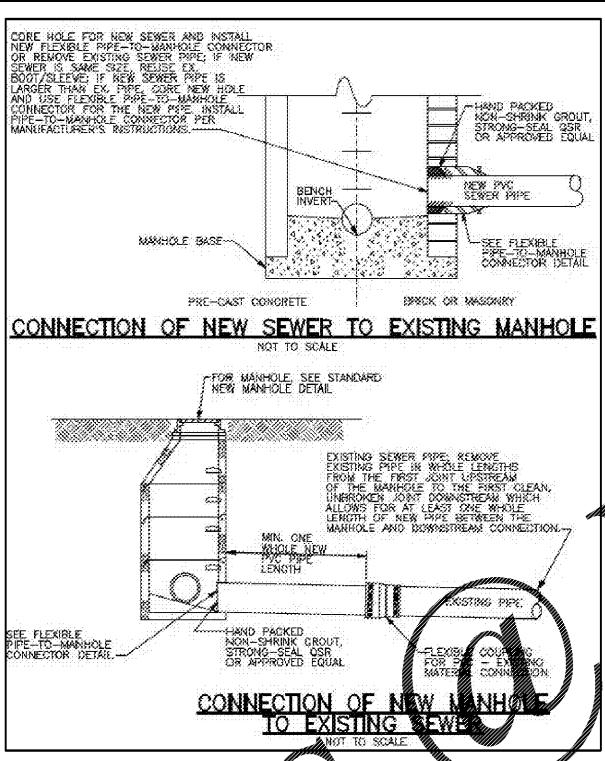 CORE HOLE FOR NEW SEWER AND INSTALL
NEW FLEXIBLE PIPE-TO-MANHOLE CONNECTOR
OR REMOVE EXISTING SEWER PIPE; IF NEW
SEWER IS SAME SIZE, REUSE EX.
BOOT/SLEEVE; IF NEW SEWER PIPE IS
LARGER THAN EX. PIPE, CORE NEW HOLE
AND USE FLEXIBLE PIPE-TO-MANHOLE
CONNECTOR FOR THE NEW PIPE. INSTALL
PIPE-TO-MANHOLE CONNECTOR PER
MANUFACTURER'S INSTRUCTIONS.
HAND PACKED
NON-SHRINK GROUT,
STRONG-SEAL QSR
OR APPROVED EQUAL
NEW PVC
SEWER PIPE
BENCH
INVERT
MANHOLE BASE
SEE FLEXIBLE
PIPE-TO-MANHOLE
CONNECTOR DETAIL
PRE-CAST CONCRETE
BRICK OR MASONRY
CONNECTION OF NEW SEWER TO EXISTING MANHOLE
NOT TO SCALE
FOR MANHOLE, SEE STANDARD
NEW MANHOLE DETAIL
EXISTING SEWER PIPE, REMOVE
EXISTING PIPE IN WHOLE LENGTHS
FROM THE FIRST JOINT UPSTREAM
OF THE MANHOLE TO THE FIRST CLEAN,
UNBROKEN JOINT DOWNSTREAM WHICH
ALLOWS FOR AT LEAST ONE WHOLE
LENGTH OF NEW PIPE BETWEEN THE
MANHOLE AND DOWNSTREAM CONNECTION.
MIN. ONE
WHOLE NEW
PVC PIPE
LENGTH
EXISTING PIPE
SEE FLEXIBLE
PIPE-TO-MANHOLE
CONNECTOR DETAIL
HAND PACKED
NON-SHRINK GROUT,
STRONG-SEAL QSR
OR APPROVED EQUAL
FLEXIBLE COUPLING
FOR PVC - EXISTING
MATERIAL CONNECTION
CONNECTION OF NEW MANHOLE
TO EXISTING SEWER
NOT TO SCALE
@